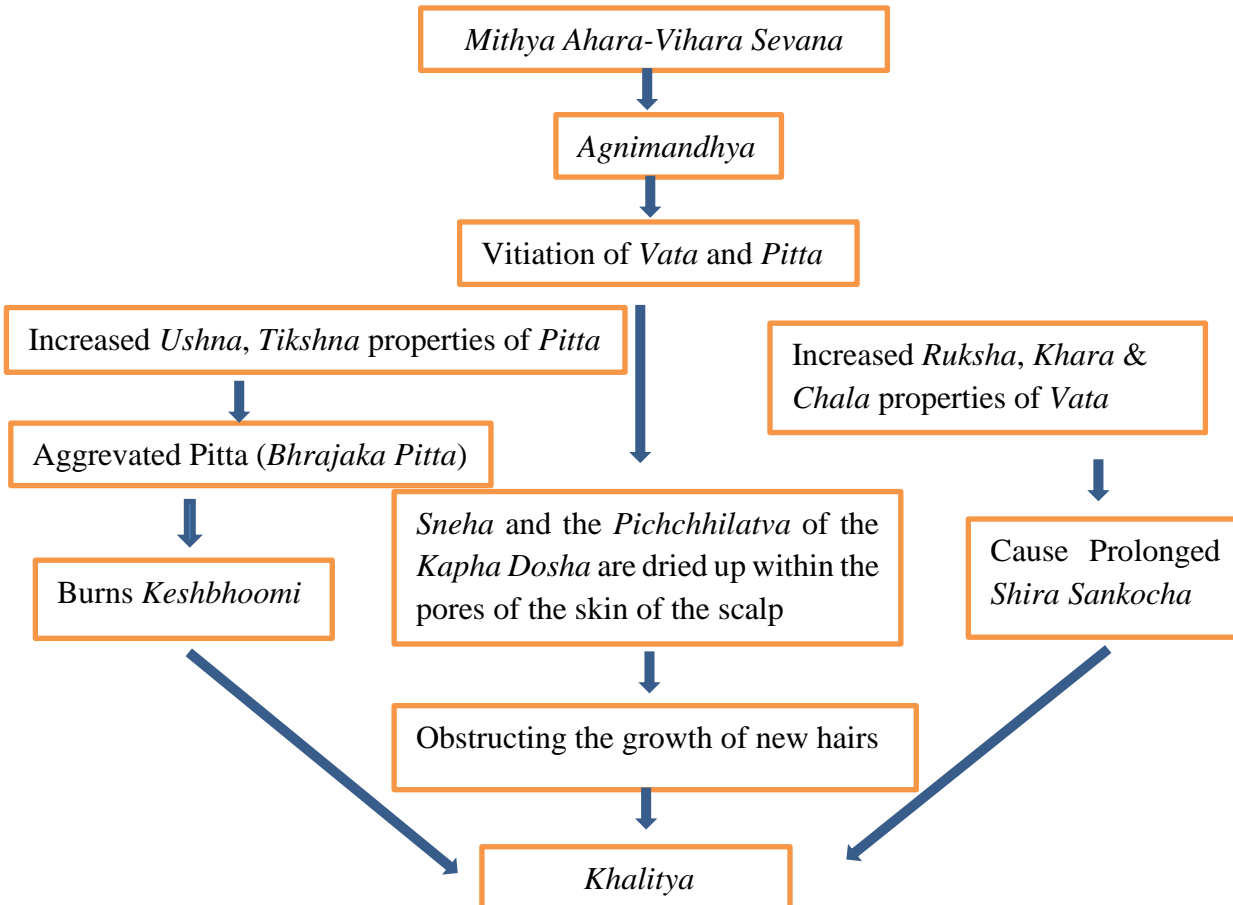 Mithya Ahara-Vihara Sevana
Agnimandhya
Vitiation of Vata and Pitta
Increased Ushna, Tikshna properties of Pitta
Aggrevated Pitta (Bhrajaka Pitta)
Burns Keshbhoomi
Sneha and the Pichchhilatva of the
Kapha Dosha are dried up within the
pores of the skin of the scalp
Obstructing the growth of new hairs
Increased Ruksha, Khara &
Chala properties of Vata
Cause Prolonged
Shira Sankocha
Khalitya